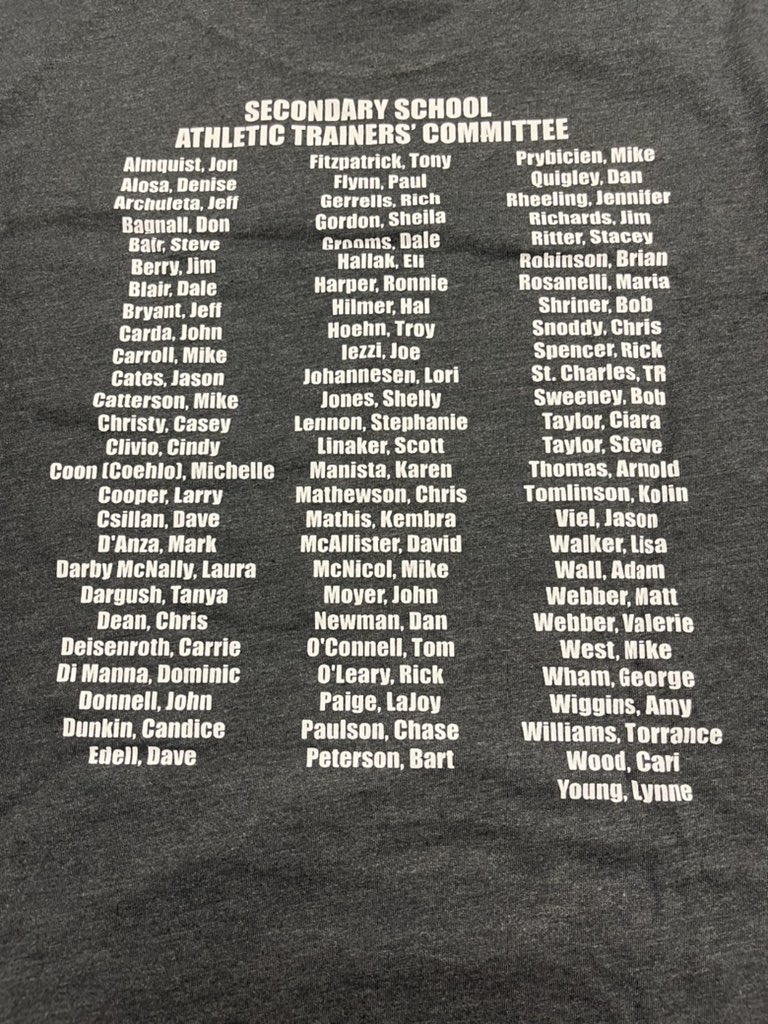 SECONDARY SCHOOL
ATHLETIC TRAINERS' COMMITTEE
Almquist, Jon
Alosa, Denise
Archuleta, Jeff
Bagnall, Don
Bair, Steve
Berry, Jim
Blair, Dale
Bryant, Jeff
Carda, John
Carroll, Mike
Cates, Jason
Catterson, Mike
Christy, Casey
Clivio, Cindy
Coon (Coehlo), Michelle
Cooper, Larry
Csillan, Dave
D'Anza, Mark
Darby McNally, Laura
Dargush, Tanya
Dean, Chris
Deisenroth, Carrie
Di Manna, Dominic
Donnell, John
Dunkin, Candice
Edell, Dave
Fitzpatrick, Tony
Flynn, Paul
Gerrells, Rich
Gordon, Sheila
Grooms, Dale
Hallak, Eli
Harper, Ronnie
Hilmer, Hal
Hoehn, Troy
Iezzi, Joe
Johannesen, Lori
Jones, Shelly
Lennon, Stephanie
Linaker, Scott
Manista, Karen
Mathewson, Chris
Mathis, Kembra
McAllister, David
McNicol, Mike
Moyer, John
Newman, Dan
O'Connell, Tom
O'Leary, Rick
Paige, LaJoy
Paulson, Chase
Peterson, Bart
Prybicien, Mike
Quigley, Dan
Rheeling, Jennifer
Richards, Jim
Ritter, Stacey
Robinson, Brian
Rosanelli, Maria
Shriner, Bob
Snoddy, Chris
Spencer, Rick
St. Charles, TR
Sweeney, Bob
Taylor, Ciara
Taylor, Steve
Thomas, Arnold
Tomlinson, Kolin
Viel, Jason
Walker, Lisa
Wall, Adam
Webber, Matt
Webber, Valerie
West, Mike
Wham, George
Wiggins, Amy
Williams, Torrance
Wood, Cari
Young, Lynne